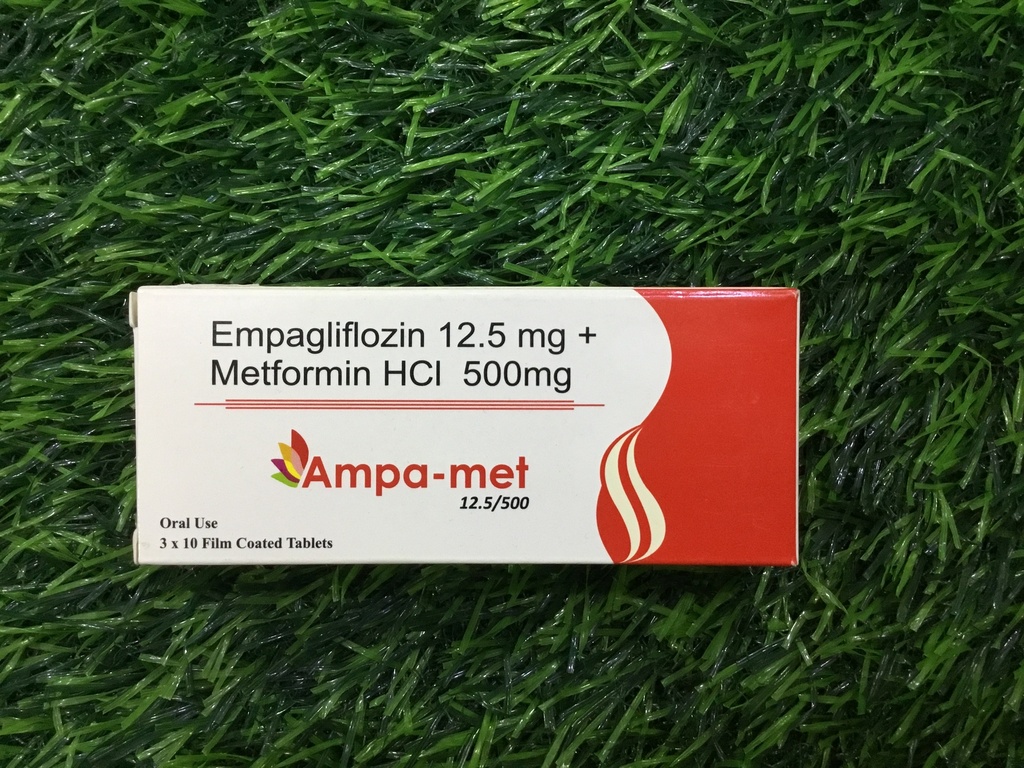 Empagliflozin 12.5 mg +
Metformin HCl 500mg
Ampa-met
12.5/500
Oral Use
3 x 10 Film Coated Tablets